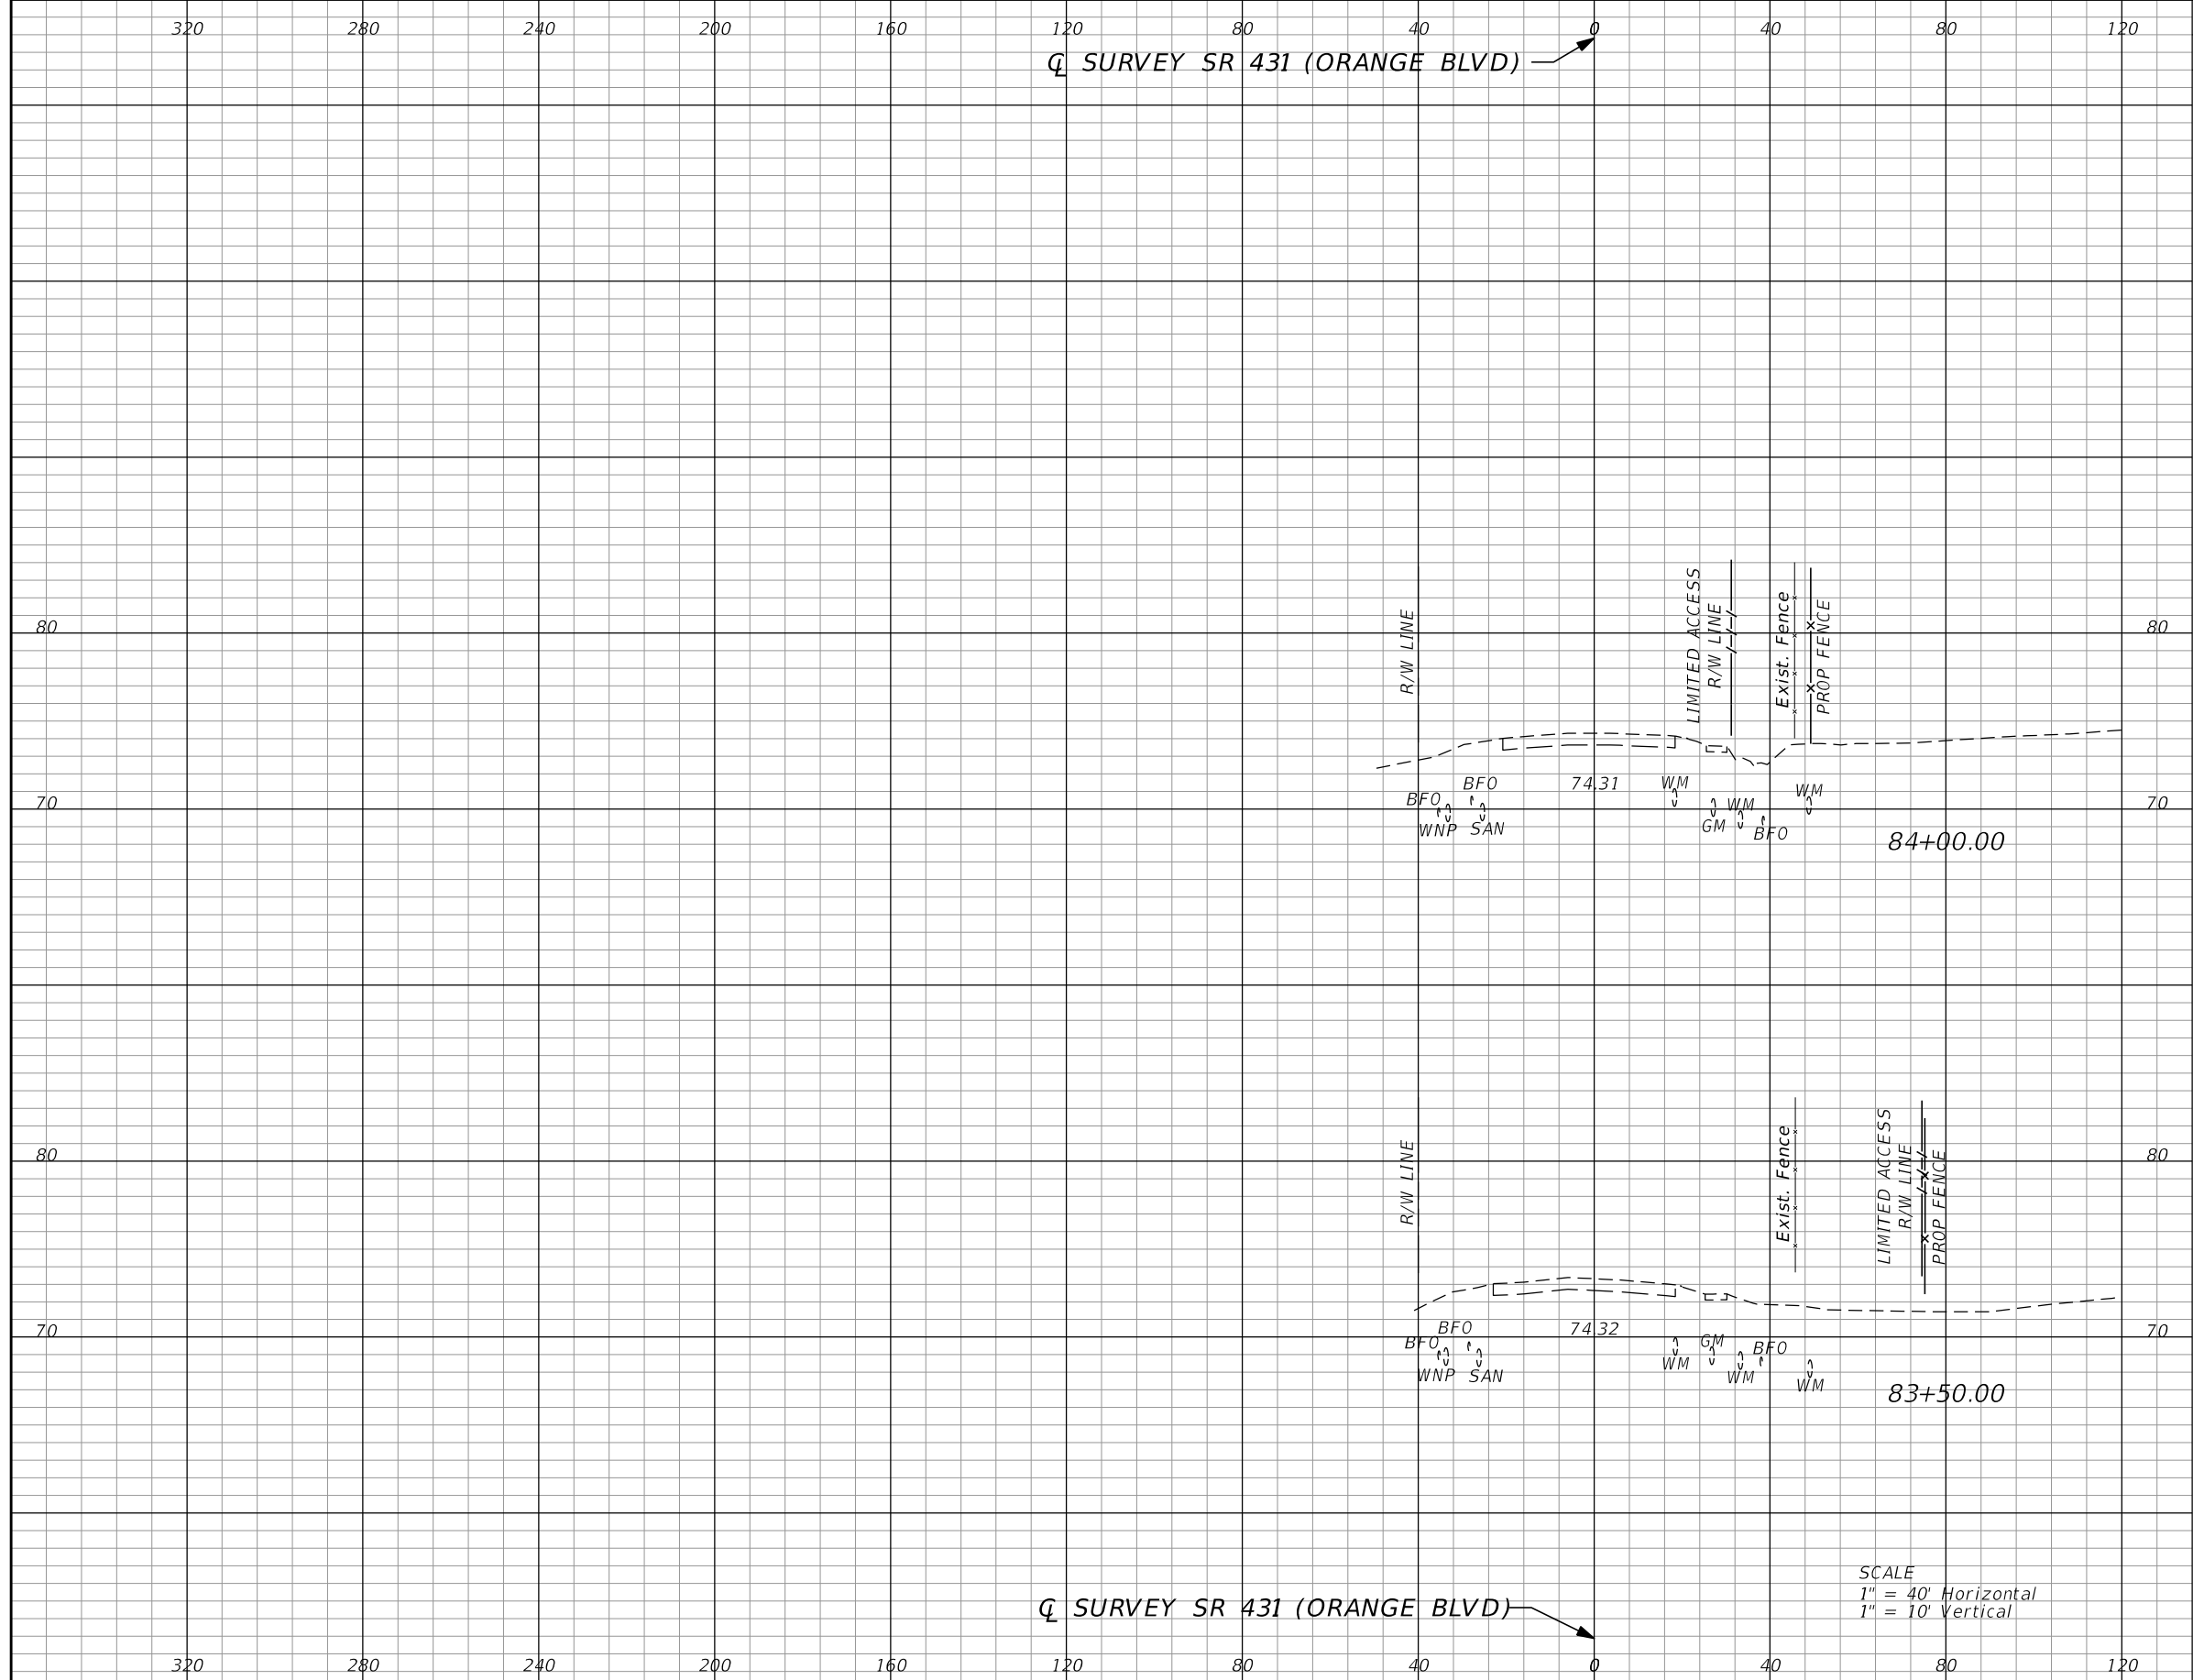 320 280 240 200 160 120 80 40 0 40 80 120
℄ SURVEY SR 431 (ORANGE BLVD)
LIMITED ACCESS
R/W LINE
R/W LINE
Exist. Fence
PROP FENCE
80 80
BFO 74.31 WM
BFO WM
70 WM 70
WNP SAN GM BFO
84+00.00
R/W LINE
Exist. Fence
LIMITED ACCESS
R/W LINE
PROP FENCE
80 80
BFO 74.32
70 70
BFO GM BFO
WNP SAN WM WM WM
83+50.00
SCALE
1" = 40' Horizontal
1" = 10' Vertical
℄ SURVEY SR 431 (ORANGE BLVD)
320 280 240 200 160 120 80 40 0 40 80 120